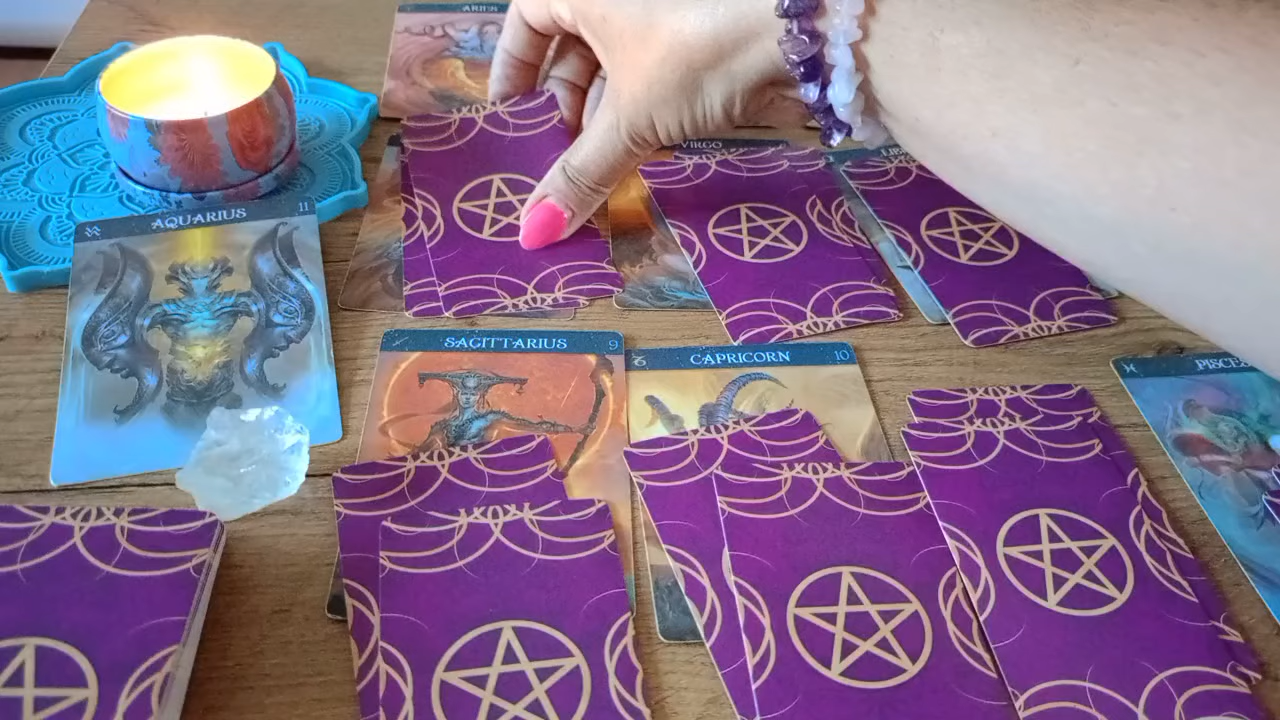 ARIES
VIRGO
AQUARIUS 11
SAGITTARIUS 9
CAPRICORN 10
PISCES